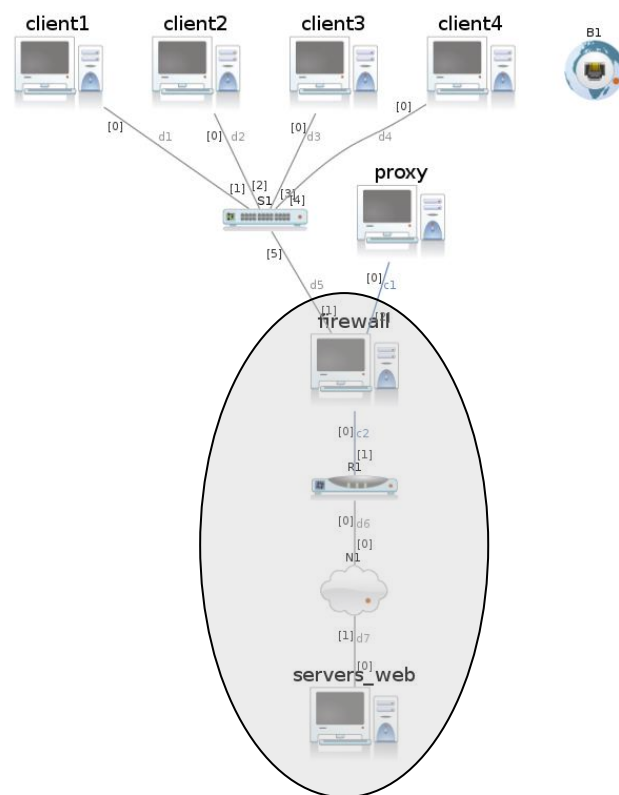 client1 client2 client3 client4
B1
[0] [0] [0] [0]
d1 d2 d3 d4
proxy
[1] [2] [3] [4]
S1
[5] [0]
d5 c1
[1] [2]
firewall
[0] c2
[1]
R1
[0] d6
[0]
N1
[1] d7
[0]
servers_web